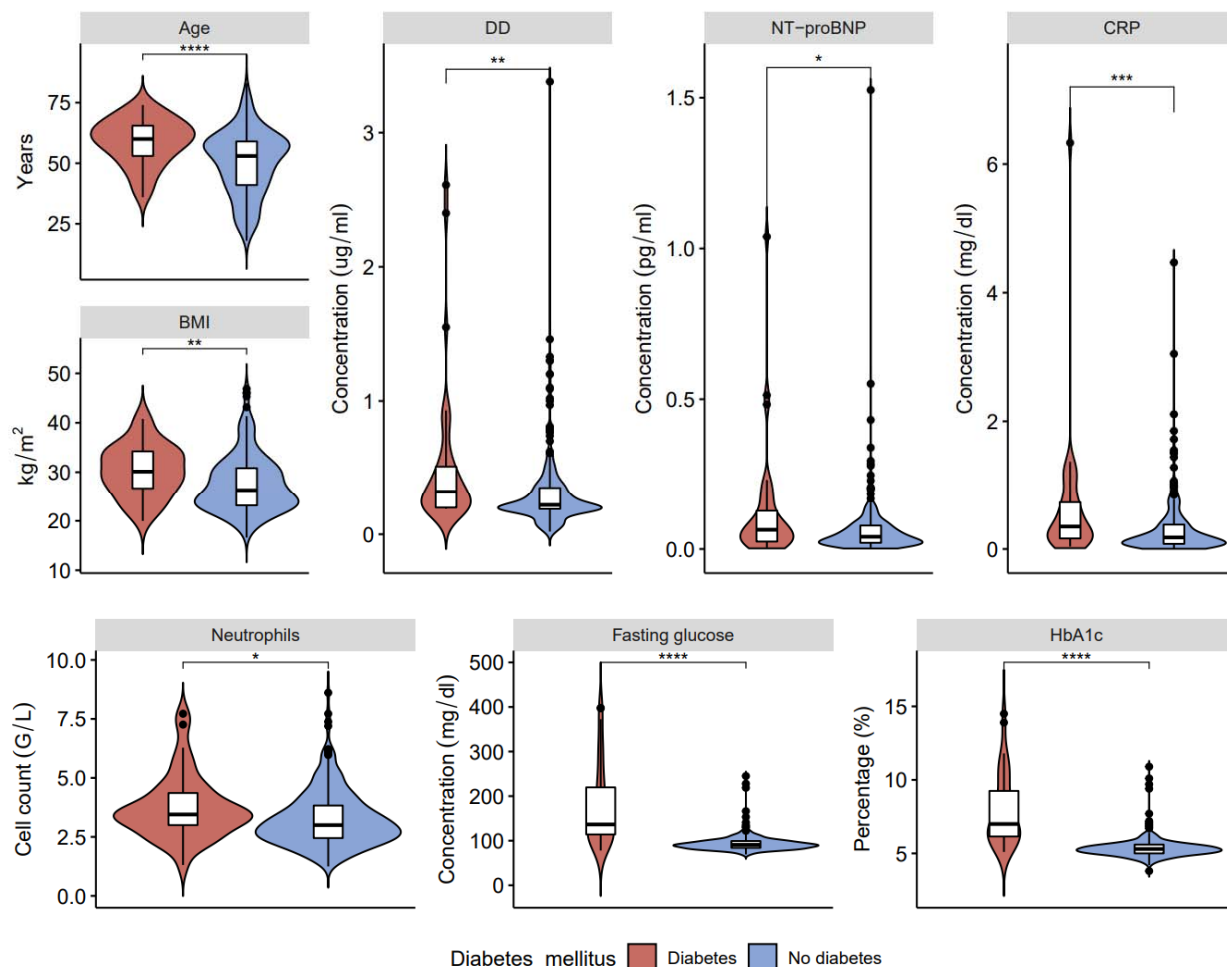 Age
****
Years
75
50
25
BMI
**
kg/m²
50
40
30
20
10
DD
**
Concentration (ug/ml)
3
2
1
0
NT−proBNP
*
Concentration (pg/ml)
1.5
1.0
0.5
0.0
CRP
***
Concentration (mg/dl)
6
4
2
0
Neutrophils
*
Cell count (G/L)
10.0
7.5
5.0
2.5
0.0
Fasting glucose
****
Concentration (mg/dl)
500
400
300
200
100
0
HbA1c
****
Percentage (%)
15
10
5
Diabetes mellitus Diabetes No diabetes